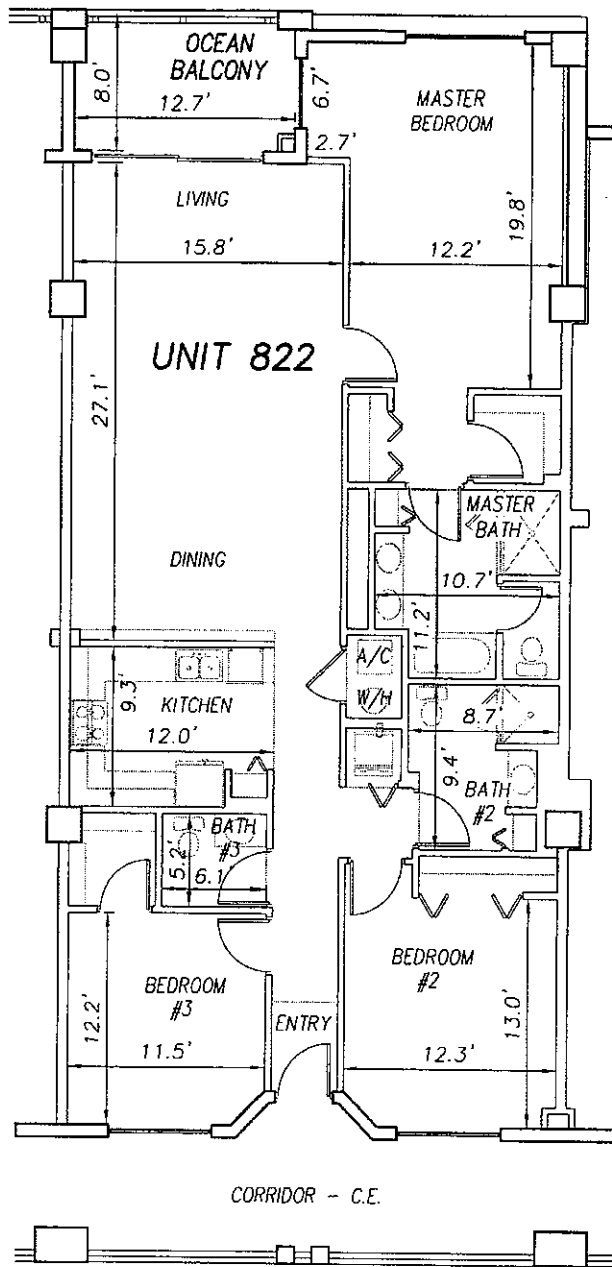 OCEAN
BALCONY
8.0'
12.7'
6.7'
MASTER
BEDROOM
2.7'
LIVING
15.8'
12.2'
19.8'
UNIT 822
27.1'
DINING
MASTER
BATH
10.7'
11.2'
A/C
W/H
9.3'
KITCHEN
12.0'
8.7'
9.4'
BATH
#2
BATH
#3
5.2'
6.1
BEDROOM
#3
12.2'
11.5'
ENTRY
BEDROOM
#2
13.0'
12.3'
CORRIDOR - C.E.